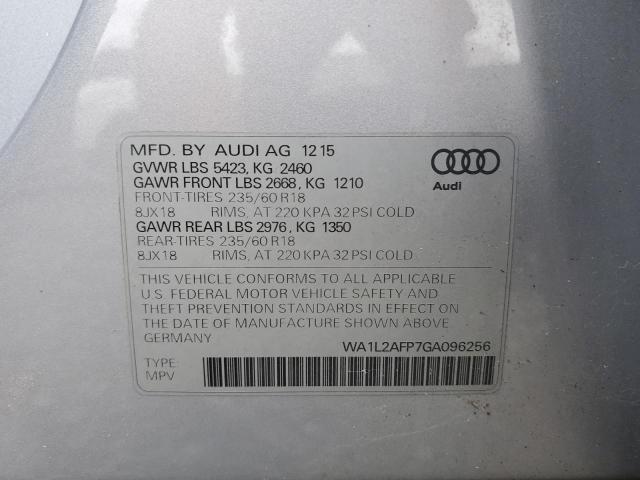 MFD. BY AUDI AG 12 15
GVWR LBS 5423, KG 2460
GAWR FRONT LBS 2668, KG 1210
FRONT-TIRES 235/60 R18
8JX18 RIMS, AT 220 KPA 32 PSI COLD
GAWR REAR LBS 2976, KG 1350
REAR-TIRES 235/60 R18
8JX18 RIMS, AT 220 KPA 32 PSI COLD
Audi
THIS VEHICLE CONFORMS TO ALL APPLICABLE
U.S. FEDERAL MOTOR VEHICLE SAFETY AND
THEFT PREVENTION STANDARDS IN EFFECT ON
THE DATE OF MANUFACTURE SHOWN ABOVE.
GERMANY
WA1L2AFP7GA096256
TYPE:
MPV